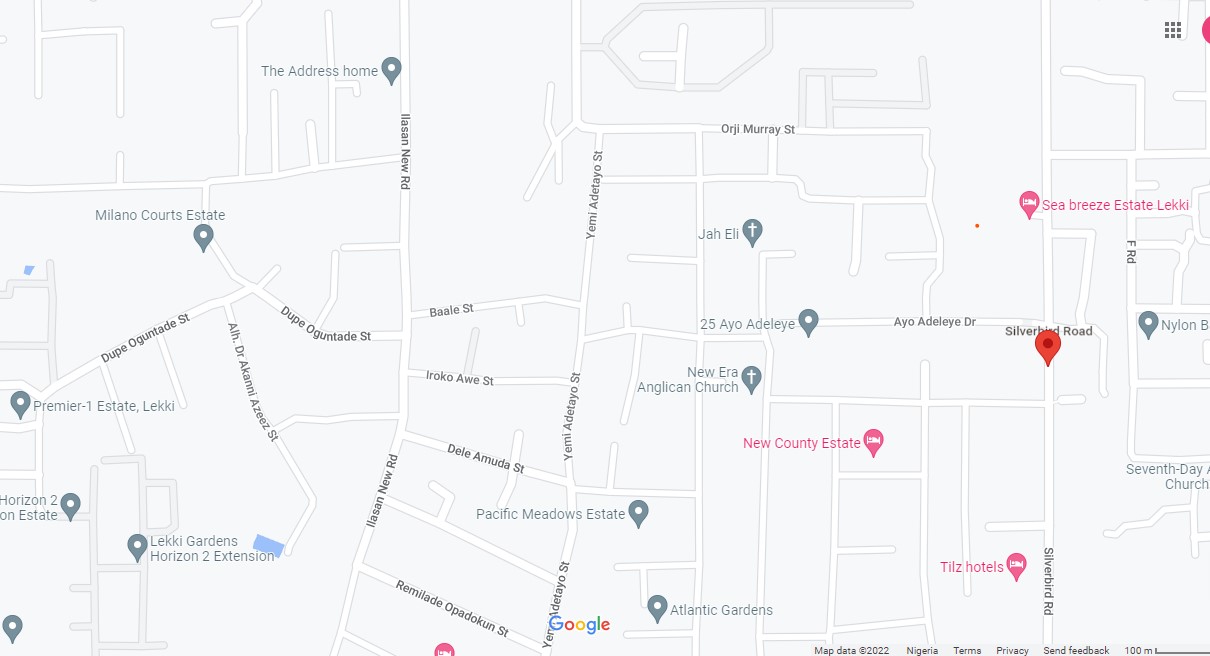 The Address home
Ilasan New Rd
Orji Murray St
Yemi Adetayo St
Milano Courts Estate
Jah Eli
Sea breeze Estate Lekki
F Rd
Baale St
Dupe Oguntade St
Dupe Oguntade St
25 Ayo Adeleye
Ayo Adeleye Dr
Silverbird Road
Nylon B
Alh. Dr Akanni Azeez St
Iroko Awe St
New Era
Anglican Church
Yemi Adetayo St
Premier-1 Estate, Lekki
New County Estate
Dele Amuda St
Seventh-Day A
Church
Ilasan New Rd
Horizon 2
on Estate
Pacific Meadows Estate
Lekki Gardens
Horizon 2 Extension
Tilz hotels
Silverbird Rd
Remilade Opadokun St
Yemi Adetayo St
Atlantic Gardens
Google
Map data ©2022 Nigeria Terms Privacy Send feedback 100 m